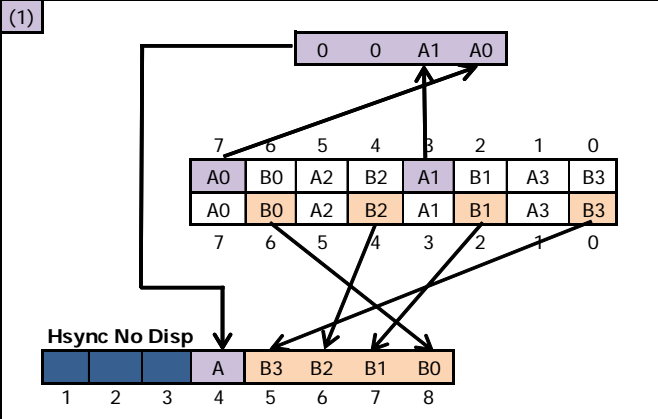 (1)
0 0 A1 A0
7 6 5 4 3 2 1 0
A0 B0 A2 B2 A1 B1 A3 B3
A0 B0 A2 B2 A1 B1 A3 B3
7 6 5 4 3 2 1 0
Hsync No Disp
A B3 B2 B1 B0
1 2 3 4 5 6 7 8